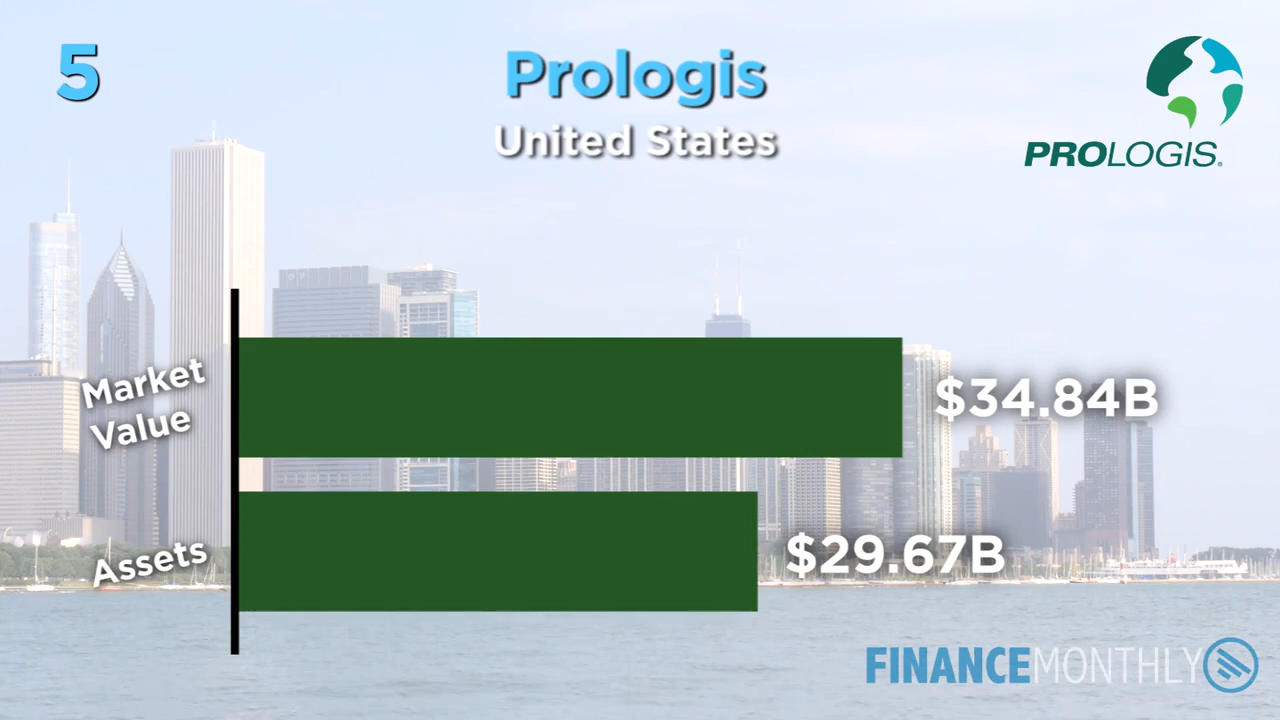 5
Prologis
United States
PROLOGIS.
Market
Value
$34.84B
Assets
$29.67B
FINANCEMONTHLY